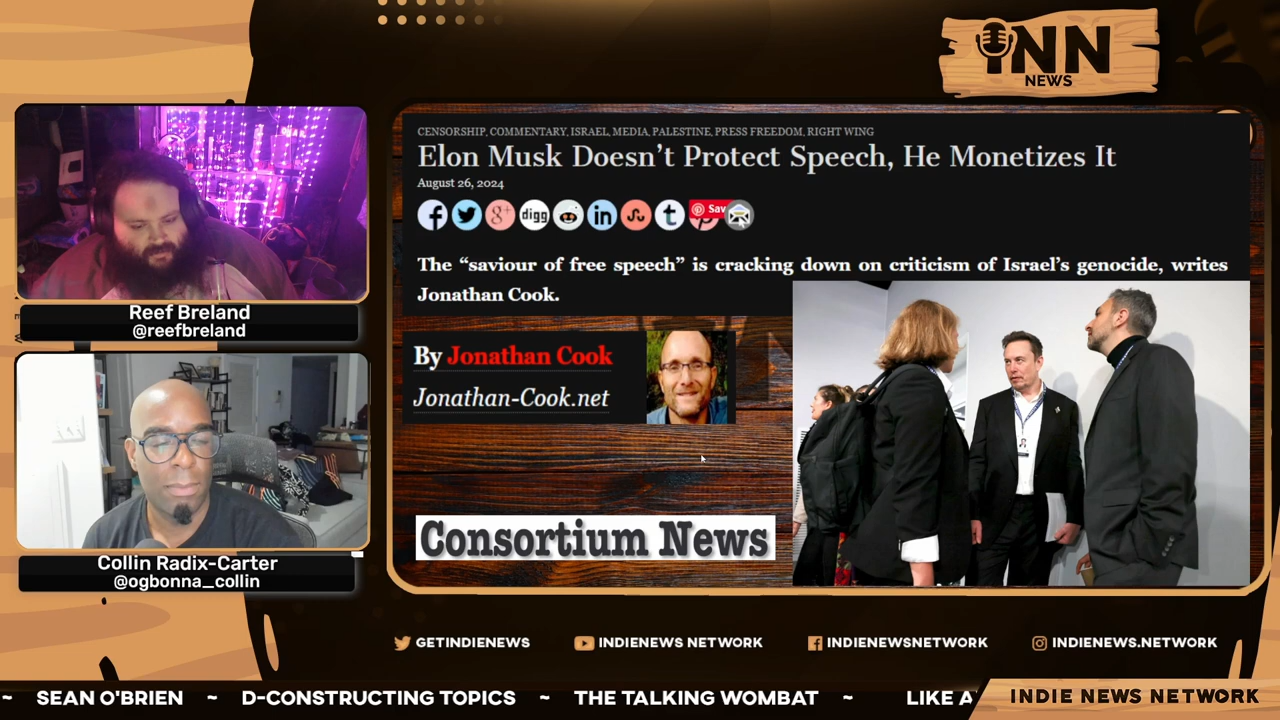 INN
NEWS
CENSORSHIP, COMMENTARY, ISRAEL, MEDIA, PALESTINE, PRESS FREEDOM, RIGHT WING
Elon Musk Doesn't Protect Speech, He Monetizes It
August 26, 2024
digg
Sav
The “saviour of free speech” is cracking down on criticism of Israel's genocide, writes
Jonathan Cook.
By Jonathan Cook
Jonathan-Cook.net
Consortium News
Reef Breland
@reefbreland
Collin Radix-Carter
@ogbonna_collin
GETINDIENEWS
INDIENEWS NETWORK
INDIENEWSNETWORK
INDIENEWS.NETWORK
~ SEAN O'BRIEN ~ D-CONSTRUCTING TOPICS ~ THE TALKING WOMBAT ~ LIKE A
INDIE NEWS NETWORK